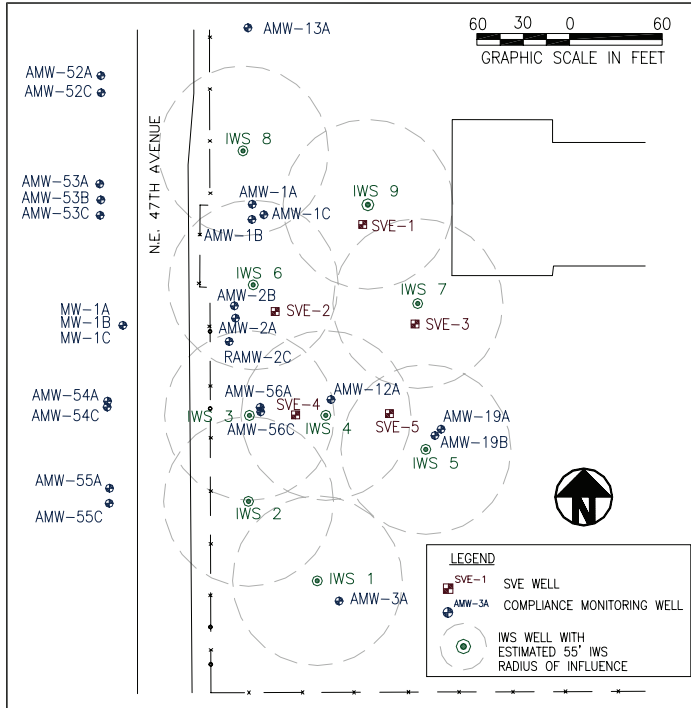 AMW-13A
60 30 0 60
GRAPHIC SCALE IN FEET
AMW-52A
AMW-52C
N.E. 47TH AVENUE
IWS 8
AMW-53A
AMW-53B
AMW-53C
AMW-1A
AMW-1C
AMW-1B
IWS 9
SVE-1
IWS 6
IWS 7
AMW-2B
SVE-2
AMW-2A
SVE-3
RAMW-2C
MW-1A
MW-1B
MW-1C
AMW-54A
AMW-54C
AMW-56A
SVE-4
AMW-12A
IWS 3
AMW-56C
IWS 4
SVE-5
AMW-19A
AMW-19B
IWS 5
AMW-55A
AMW-55C
IWS 2
N
IWS 1
AMW-3A
LEGEND
SVE-1 SVE WELL
AMW-3A COMPLIANCE MONITORING WELL
IWS WELL WITH
ESTIMATED 55' IWS
RADIUS OF INFLUENCE